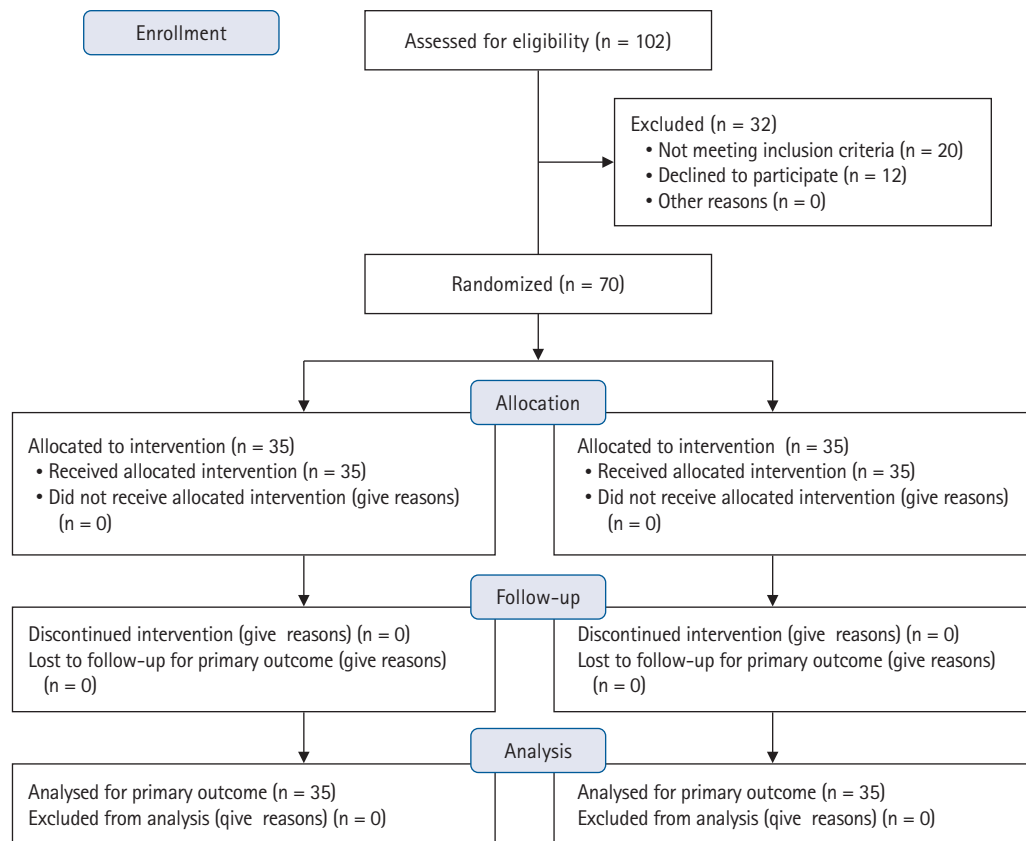 Enrollment
Assessed for eligibility (n = 102)
Excluded (n = 32)
• Not meeting inclusion criteria (n = 20)
• Declined to participate (n = 12)
• Other reasons (n = 0)
Randomized (n = 70)
Allocation
Allocated to intervention (n = 35)
• Received allocated intervention (n = 35)
• Did not receive allocated intervention (give reasons)
(n = 0)
Allocated to intervention (n = 35)
• Received allocated intervention (n = 35)
• Did not receive allocated intervention (give reasons)
(n = 0)
Follow-up
Discontinued intervention (give reasons) (n = 0)
Lost to follow-up for primary outcome (give reasons)
(n = 0)
Discontinued intervention (give reasons) (n = 0)
Lost to follow-up for primary outcome (give reasons)
(n = 0)
Analysis
Analysed for primary outcome (n = 35)
Excluded from analysis (give reasons) (n = 0)
Analysed for primary outcome (n = 35)
Excluded from analysis (give reasons) (n = 0)